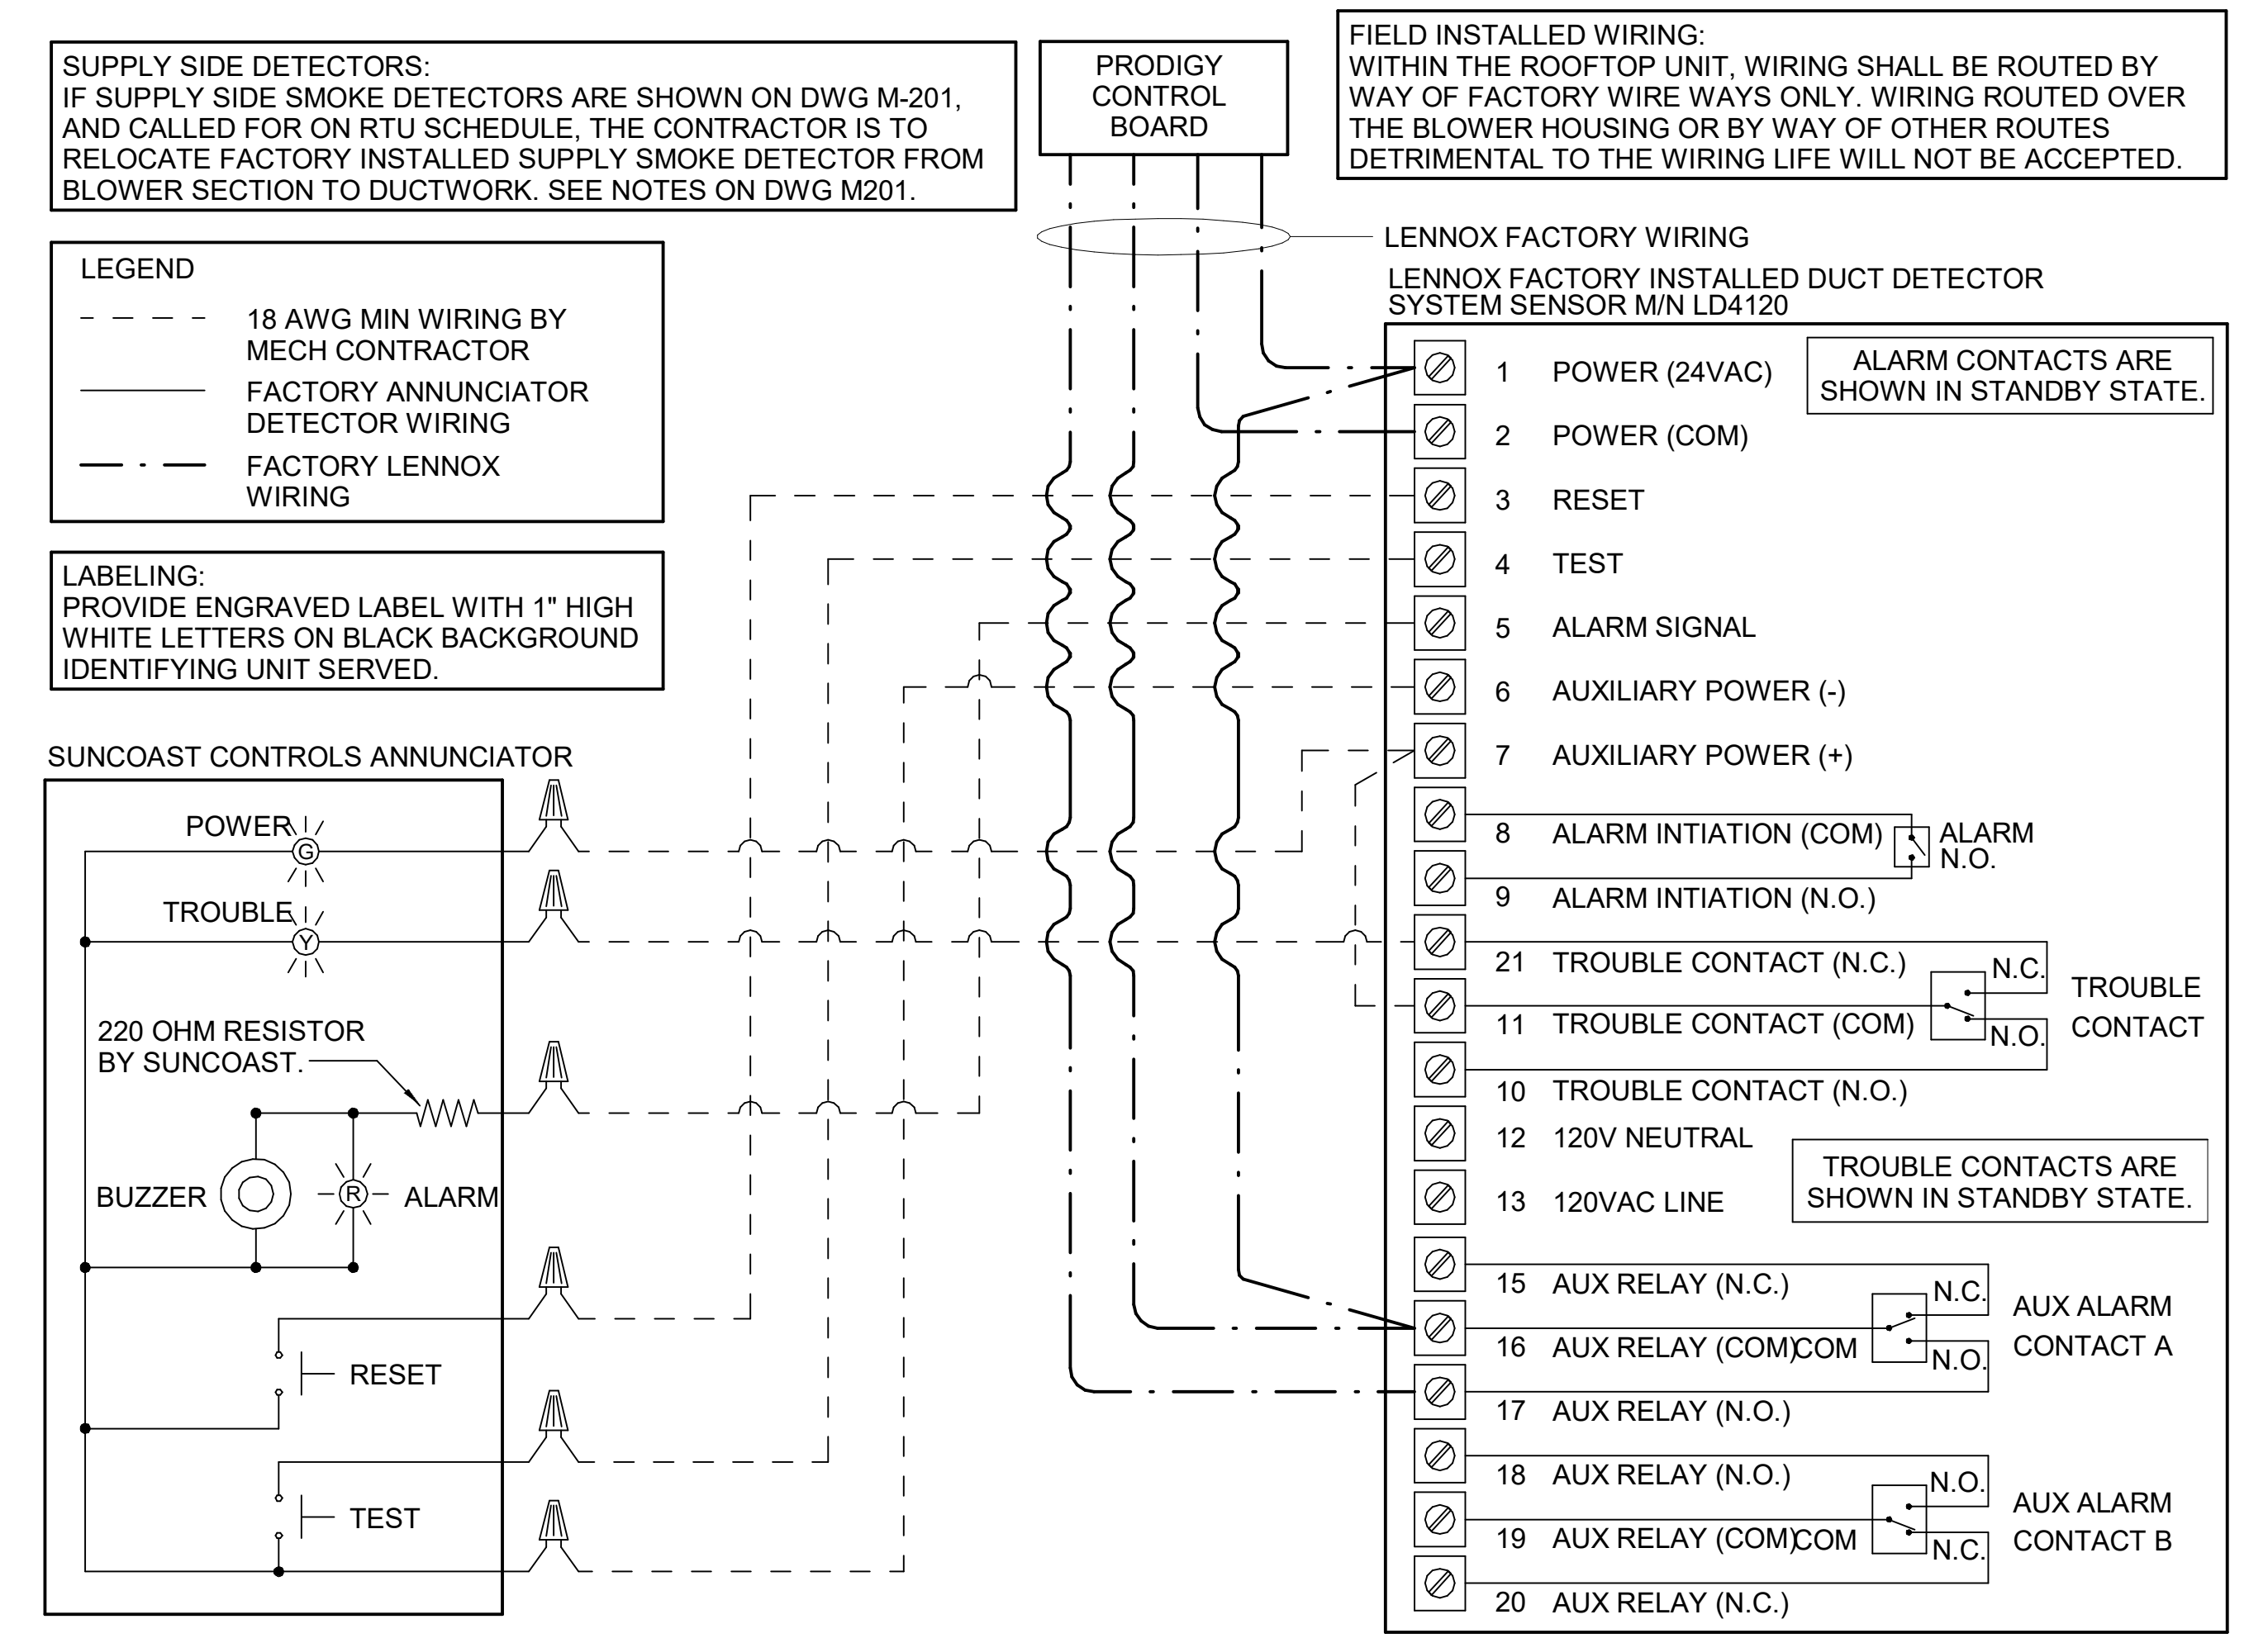 SUPPLY SIDE DETECTORS:
IF SUPPLY SIDE SMOKE DETECTORS ARE SHOWN ON DWG M-201,
AND CALLED FOR ON RTU SCHEDULE, THE CONTRACTOR IS TO
RELOCATE FACTORY INSTALLED SUPPLY SMOKE DETECTOR FROM
BLOWER SECTION TO DUCTWORK. SEE NOTES ON DWG M201.
PRODIGY
CONTROL
BOARD
FIELD INSTALLED WIRING:
WITHIN THE ROOFTOP UNIT, WIRING SHALL BE ROUTED BY
WAY OF FACTORY WIRE WAYS ONLY. WIRING ROUTED OVER
THE BLOWER HOUSING OR BY WAY OF OTHER ROUTES
DETRIMENTAL TO THE WIRING LIFE WILL NOT BE ACCEPTED.
LEGEND
18 AWG MIN WIRING BY
MECH CONTRACTOR
FACTORY ANNUNCIATOR
DETECTOR WIRING
FACTORY LENNOX
WIRING
LABELING:
PROVIDE ENGRAVED LABEL WITH 1" HIGH
WHITE LETTERS ON BLACK BACKGROUND
IDENTIFYING UNIT SERVED.
SUNCOAST CONTROLS ANNUNCIATOR
POWER
G
TROUBLE
Y
220 OHM RESISTOR
BY SUNCOAST.
BUZZER
R
ALARM
RESET
TEST
LENNOX FACTORY WIRING
LENNOX FACTORY INSTALLED DUCT DETECTOR
SYSTEM SENSOR M/N LD4120
1 POWER (24VAC)
ALARM CONTACTS ARE
SHOWN IN STANDBY STATE.
2 POWER (COM)
3 RESET
4 TEST
5 ALARM SIGNAL
6 AUXILIARY POWER (-)
7 AUXILIARY POWER (+)
8 ALARM INTIATION (COM)
ALARM
N.O.
9 ALARM INTIATION (N.O.)
21 TROUBLE CONTACT (N.C.)
N.C.
TROUBLE
CONTACT
11 TROUBLE CONTACT (COM)
N.O.
10 TROUBLE CONTACT (N.O.)
12 120V NEUTRAL
13 120VAC LINE
TROUBLE CONTACTS ARE
SHOWN IN STANDBY STATE.
15 AUX RELAY (N.C.)
N.C.
AUX ALARM
CONTACT A
16 AUX RELAY (COM)
COM
N.O.
17 AUX RELAY (N.O.)
18 AUX RELAY (N.O.)
N.O.
AUX ALARM
CONTACT B
19 AUX RELAY (COM)
COM
N.C.
20 AUX RELAY (N.C.)